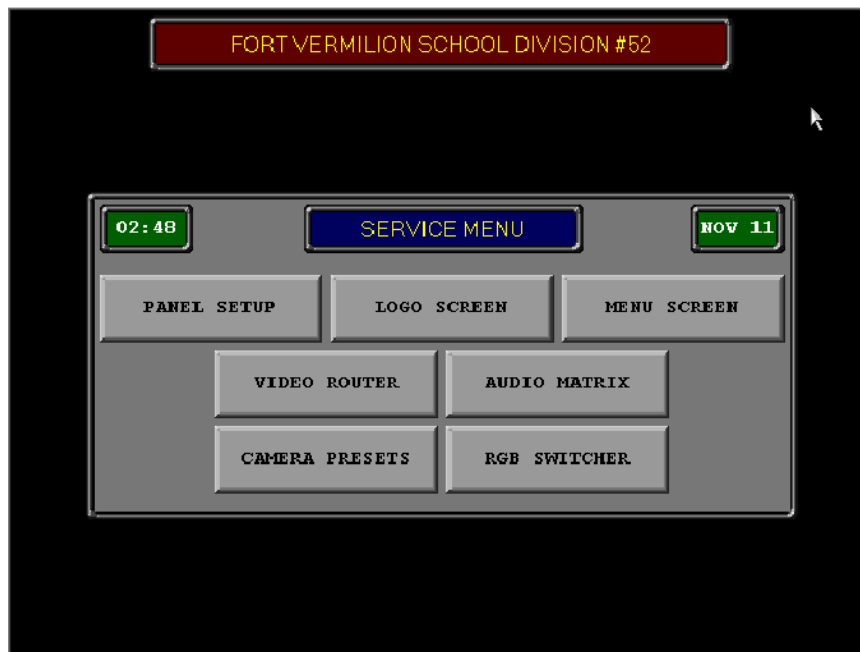 FORT VERMILION SCHOOL DIVISION #52
02:48 SERVICE MENU NOV 11
PANEL SETUP LOGO SCREEN MENU SCREEN
VIDEO ROUTER AUDIO MATRIX
CAMERA PRESETS RGB SWITCHER